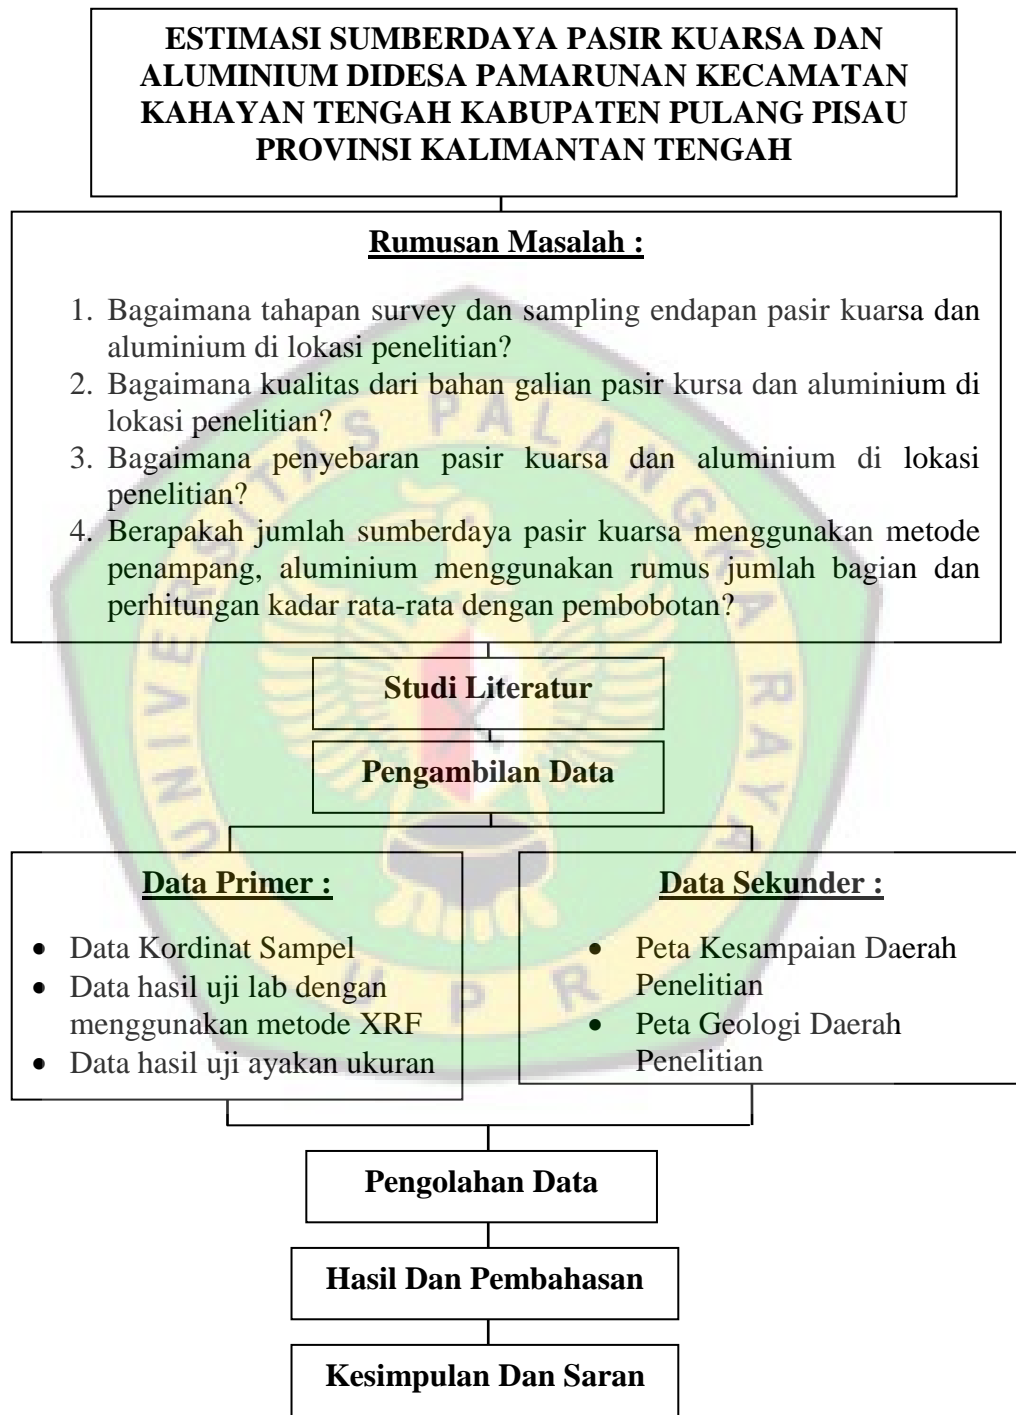 ESTIMASI SUMBERDAYA PASIR KUARSA DAN
ALUMINIUM DIDESA PAMARUNAN KECAMATAN
KAHAYAN TENGAH KABUPATEN PULANG PISAU
PROVINSI KALIMANTAN TENGAH
Rumusan Masalah :
1. Bagaimana tahapan survey dan sampling endapan pasir kuarsa dan
aluminium di lokasi penelitian?
2. Bagaimana kualitas dari bahan galian pasir kursa dan aluminium di
lokasi penelitian?
3. Bagaimana penyebaran pasir kuarsa dan aluminium di lokasi
penelitian?
4. Berapakah jumlah sumberdaya pasir kuarsa menggunakan metode
penampang, aluminium menggunakan rumus jumlah bagian dan
perhitungan kadar rata-rata dengan pembobotan?
Studi Literatur
Pengambilan Data
Data Primer :
• Data Kordinat Sampel
• Data hasil uji lab dengan
menggunakan metode XRF
• Data hasil uji ayakan ukuran
Data Sekunder :
• Peta Kesampaian Daerah
Penelitian
• Peta Geologi Daerah
Penelitian
Pengolahan Data
Hasil Dan Pembahasan
Kesimpulan Dan Saran
UNIVERSITAS PALANGKA RAYA
U P R